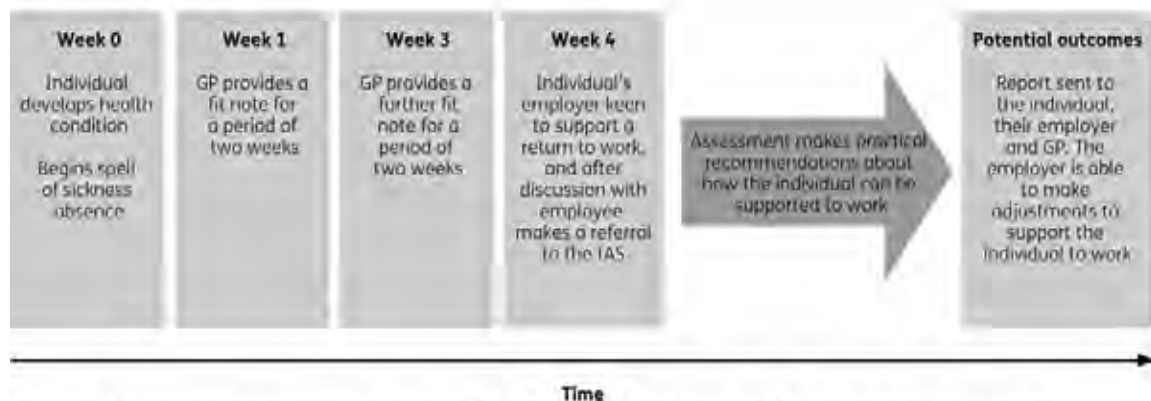 Week 0
Individual
develops health
condition
Begins spell
of sickness
absence
Week 1
GP provides a
fit note for
a period of
two weeks
Week 3
GP provides a
further fit
note for a
period of
two weeks
Week 4
Individual's
employer keen
to support a
return to work,
and after
discussion with
employee
makes a referral
to the IAS
Assessment makes practical
recommendations about
how the individual can be
supported to work
Potential outcomes
Report sent to
the individual,
their employer
and GP. The
employer is able
to make
adjustments to
support the
individual to work
Time